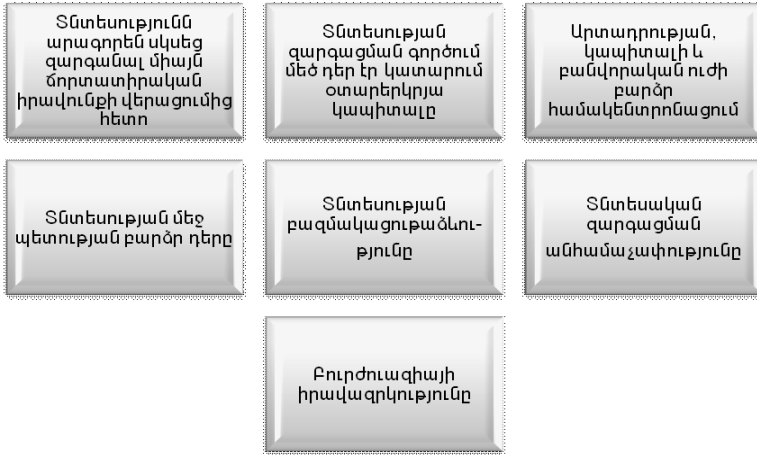 Տնտեսությունն
արագորեն սկսեց
զարգանալ միայն
ճորտատիրական
իրավունքի վերացումից
հետո
Տնտեսության
զարգացման գործում
մեծ դեր էր կատարում
օտարերկրյա
կապիտալը
Արտադրության,
կապիտալի և
բանվորական ուժի
բարձր
համակենտրոնացում
Տնտեսության մեջ
պետության բարձր դերը
Տնտեսության
բազմակացութաձևու-
թյունը
Տնտեսական
զարգացման
անհամաչափությունը
Բուրժուազիայի
իրավազրկությունը